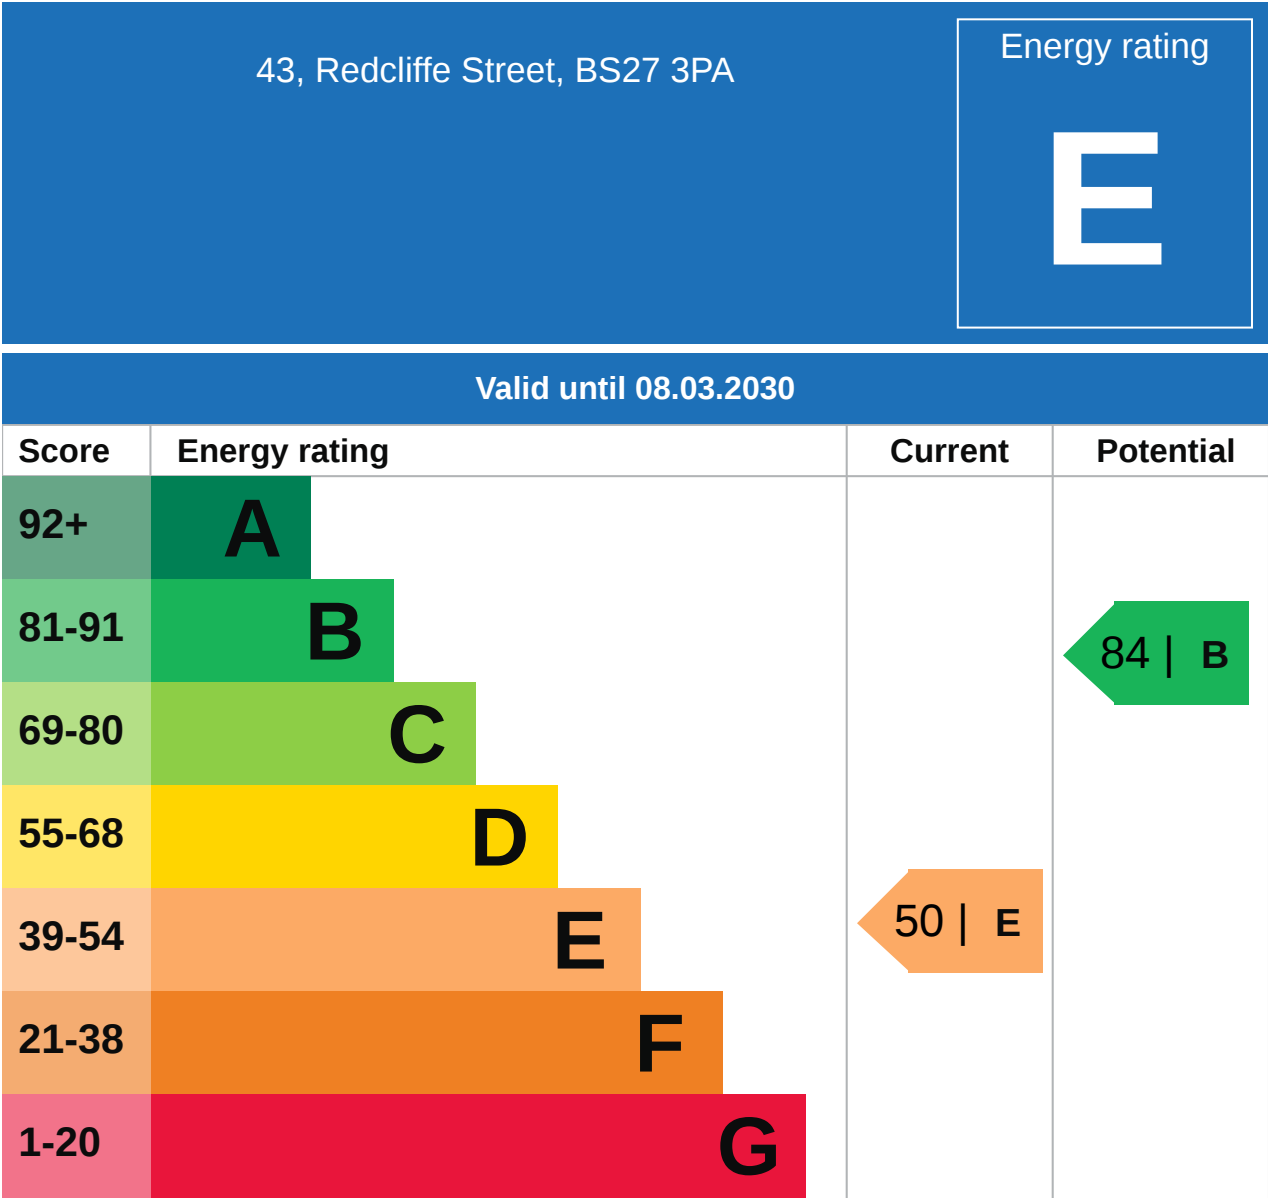 43, Redcliffe Street, BS27 3PA
Energy rating
E
Valid until 08.03.2030
Score Energy rating Current Potential
92+ A
81-91 B 84 | B
69-80 C
55-68 D
39-54 E 50 | E
21-38 F
1-20 G